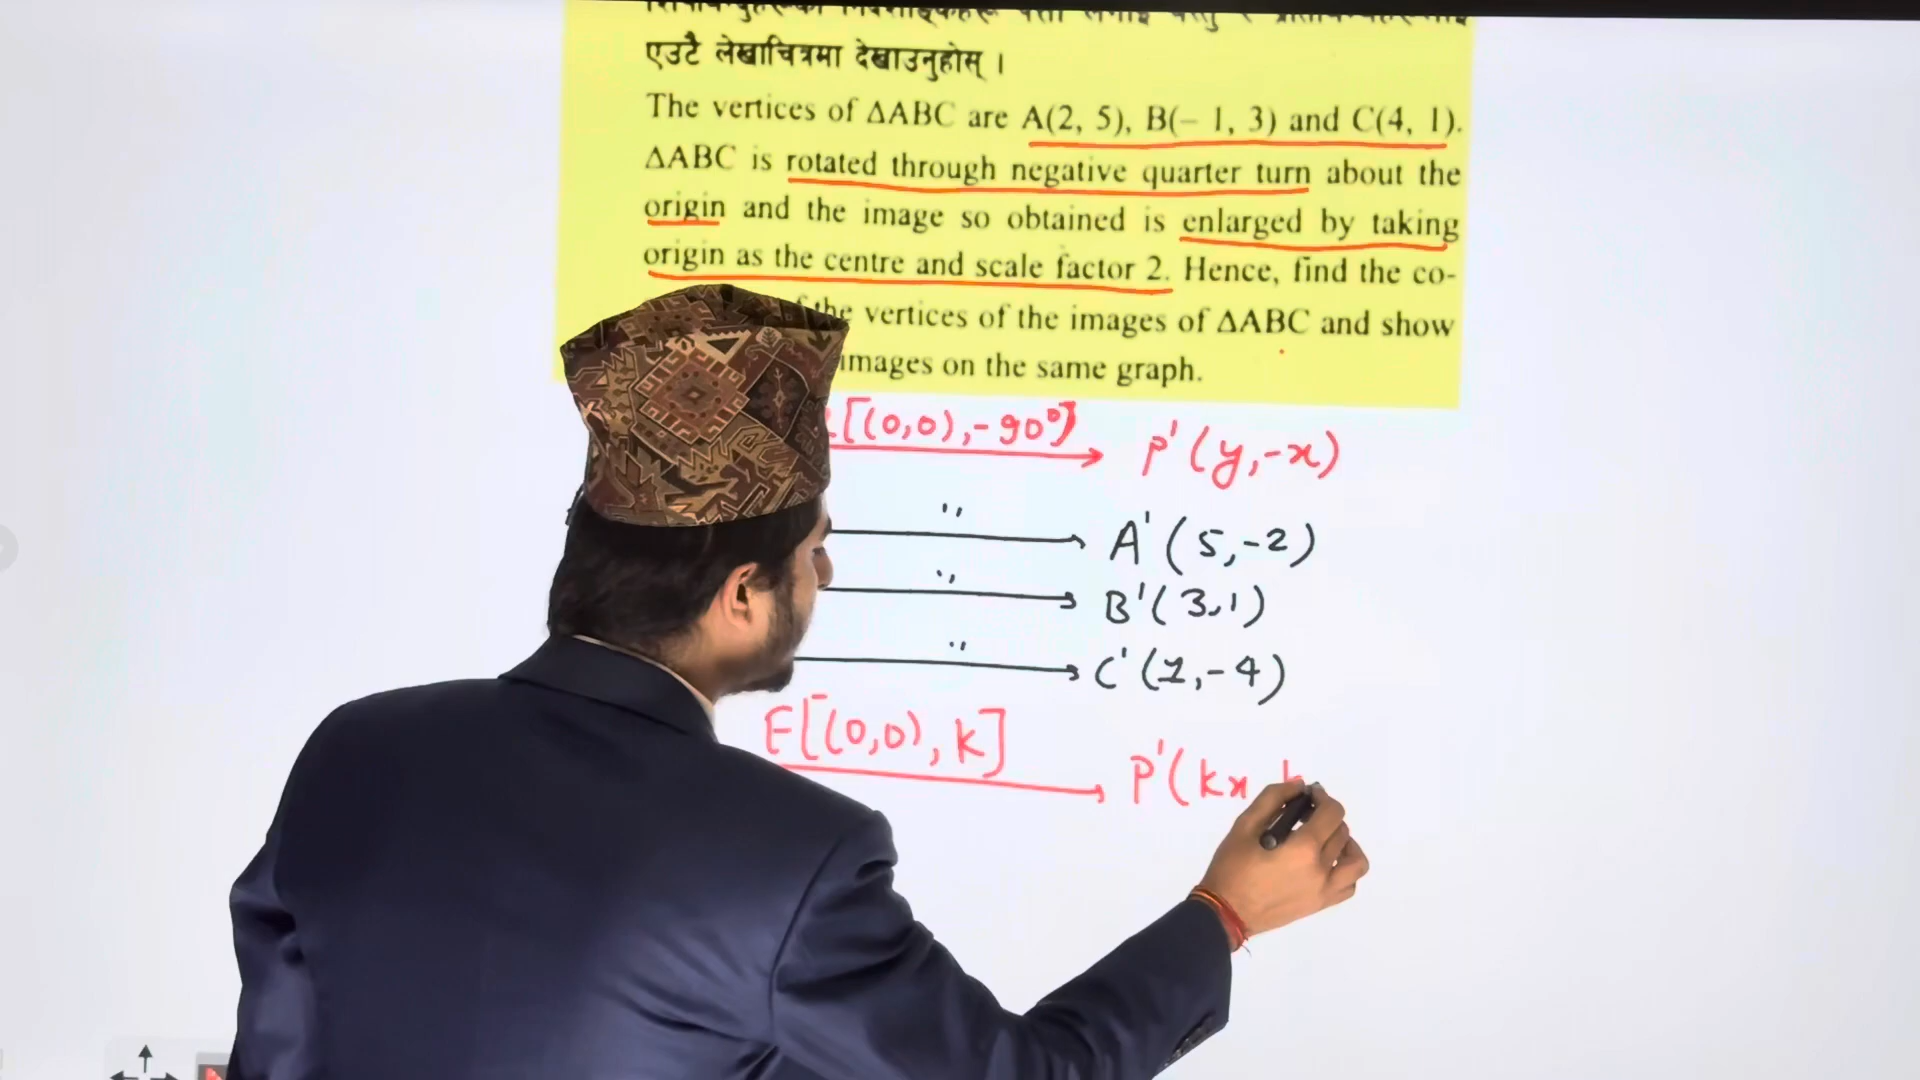 एउटै लेखाचित्रमा देखाउनुहोस् ।
The vertices of ΔABC are A(2, 5), B(– 1, 3) and C(4, 1).
ΔABC is rotated through negative quarter turn about the
origin and the image so obtained is enlarged by taking
origin as the centre and scale factor 2. Hence, find the co-
the vertices of the images of ΔABC and show
images on the same graph.
[(0,0),-90°] P'(y,-x)
" A'(5,-2)
" B'(3,1)
" C'(1,-4)
E[(0,0),k] P'(kx